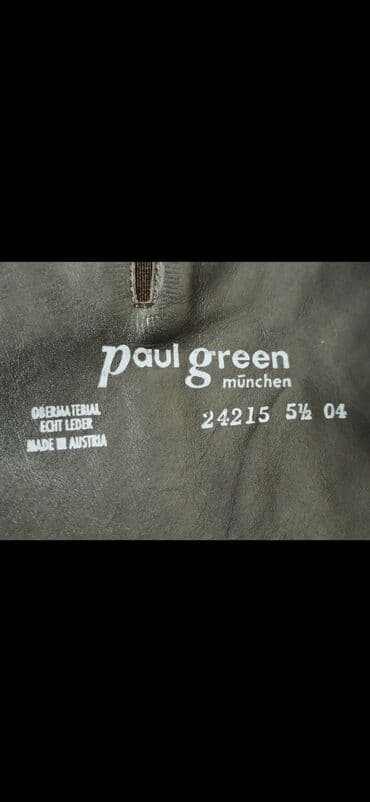 paul green
münchen
OBERMATERIAL
ECHT LEDER
MADE IN AUSTRIA
24215 5½ 04